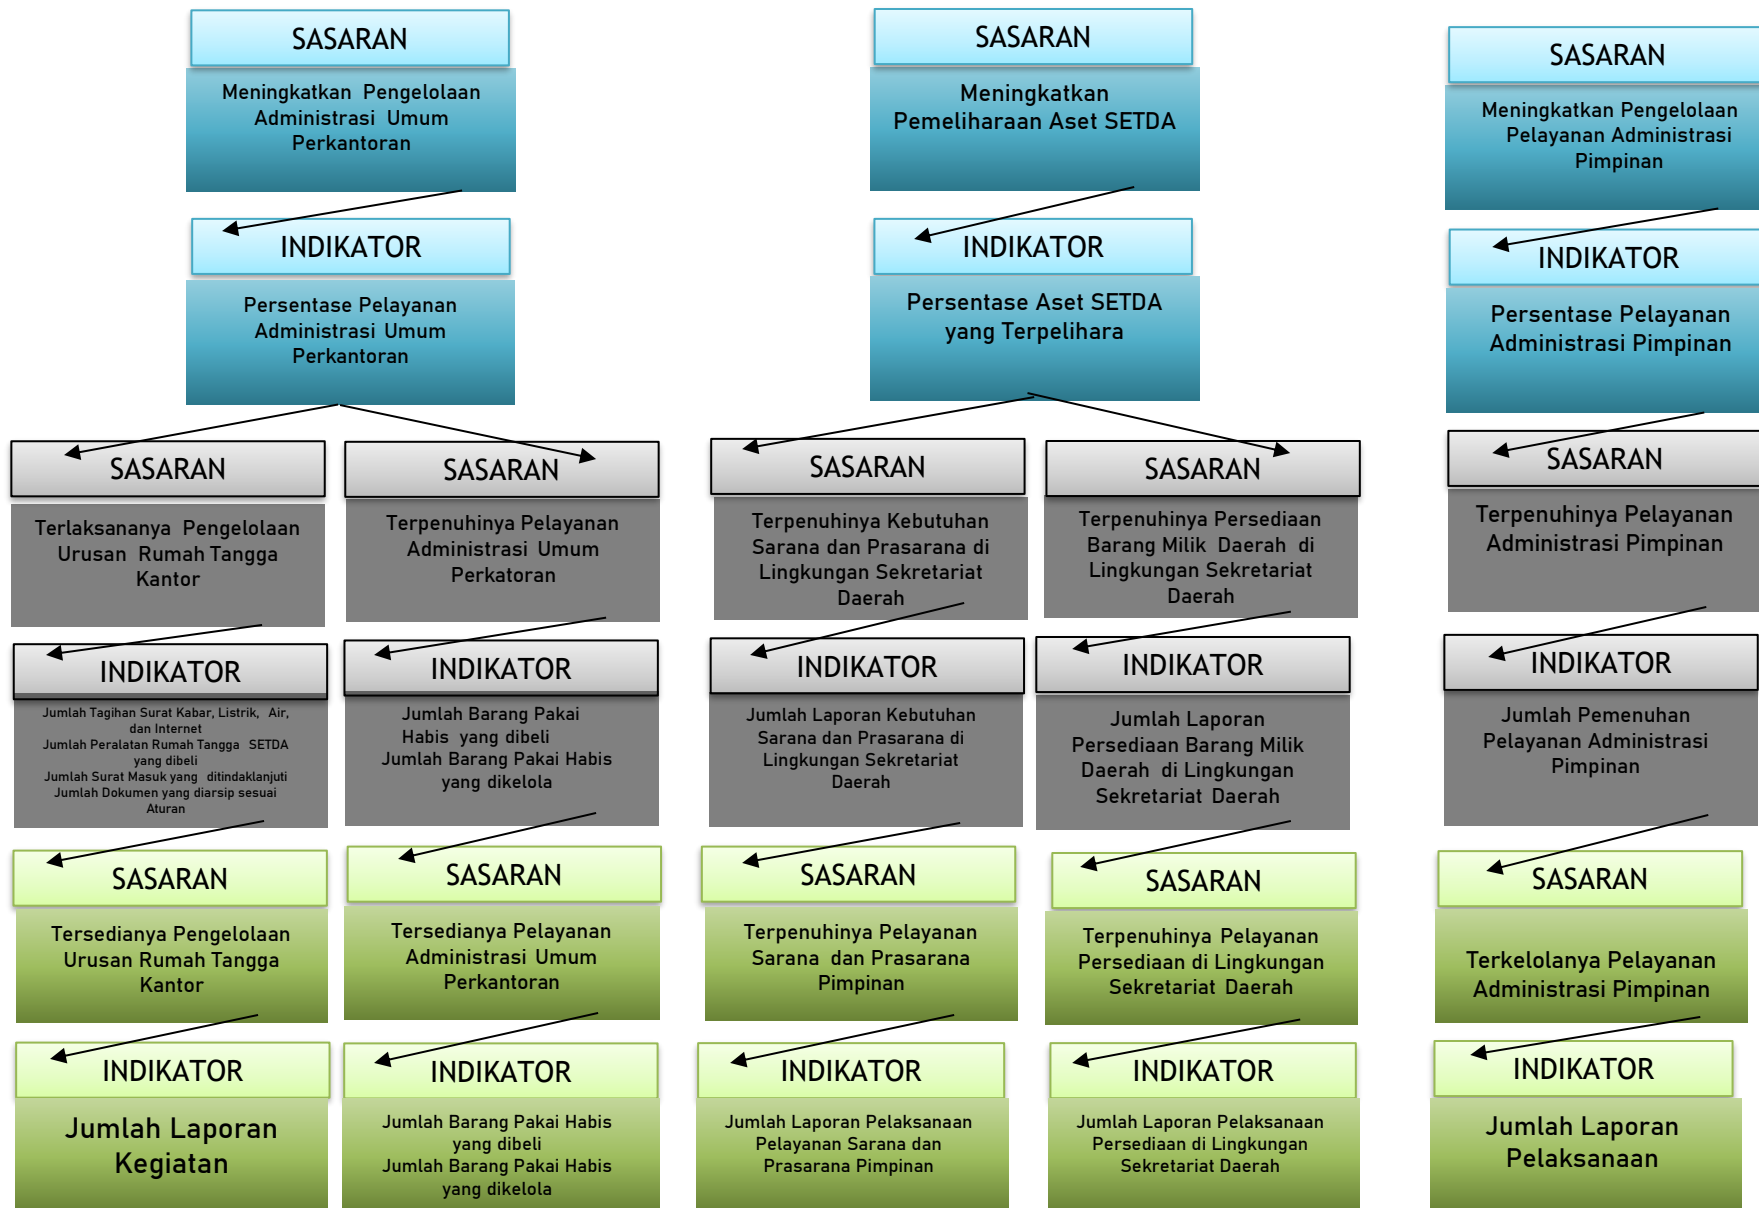 SASARAN
Meningkatkan Pengelolaan
Administrasi Umum
Perkantoran
INDIKATOR
Persentase Pelayanan
Administrasi Umum
Perkantoran
SASARAN
Meningkatkan
Pemeliharaan Aset SETDA
INDIKATOR
Persentase Aset SETDA
yang Terpelihara
SASARAN
Meningkatkan Pengelolaan
Pelayanan Administrasi
Pimpinan
INDIKATOR
Persentase Pelayanan
Administrasi Pimpinan
SASARAN
Terlaksananya Pengelolaan
Urusan Rumah Tangga
Kantor
INDIKATOR
Jumlah Tagihan Surat Kabar, Listrik, Air,
dan Internet
Jumlah Peralatan Rumah Tangga SETDA
yang dibeli
Jumlah Surat Masuk yang ditindaklanjuti
Jumlah Dokumen yang diarsip sesuai
Aturan
SASARAN
Tersedianya Pengelolaan
Urusan Rumah Tangga
Kantor
INDIKATOR
Jumlah Laporan
Kegiatan
SASARAN
Terpenuhinya Pelayanan
Administrasi Umum
Perkatoran
INDIKATOR
Jumlah Barang Pakai
Habis yang dibeli
Jumlah Barang Pakai Habis
yang dikelola
SASARAN
Tersedianya Pelayanan
Administrasi Umum
Perkantoran
INDIKATOR
Jumlah Barang Pakai Habis
yang dibeli
Jumlah Barang Pakai Habis
yang dikelola
SASARAN
Terpenuhinya Kebutuhan
Sarana dan Prasarana di
Lingkungan Sekretariat
Daerah
INDIKATOR
Jumlah Laporan Kebutuhan
Sarana dan Prasarana di
Lingkungan Sekretariat
Daerah
SASARAN
Terpenuhinya Pelayanan
Sarana dan Prasarana
Pimpinan
INDIKATOR
Jumlah Laporan Pelaksanaan
Pelayanan Sarana dan
Prasarana Pimpinan
SASARAN
Terpenuhinya Persediaan
Barang Milik Daerah di
Lingkungan Sekretariat
Daerah
INDIKATOR
Jumlah Laporan
Persediaan Barang Milik
Daerah di Lingkungan
Sekretariat Daerah
SASARAN
Terpenuhinya Pelayanan
Persediaan di Lingkungan
Sekretariat Daerah
INDIKATOR
Jumlah Laporan Pelaksanaan
Persediaan di Lingkungan
Sekretariat Daerah
SASARAN
Terpenuhinya Pelayanan
Administrasi Pimpinan
INDIKATOR
Jumlah Pemenuhan
Pelayanan Administrasi
Pimpinan
SASARAN
Terkelolanya Pelayanan
Administrasi Pimpinan
INDIKATOR
Jumlah Laporan
Pelaksanaan